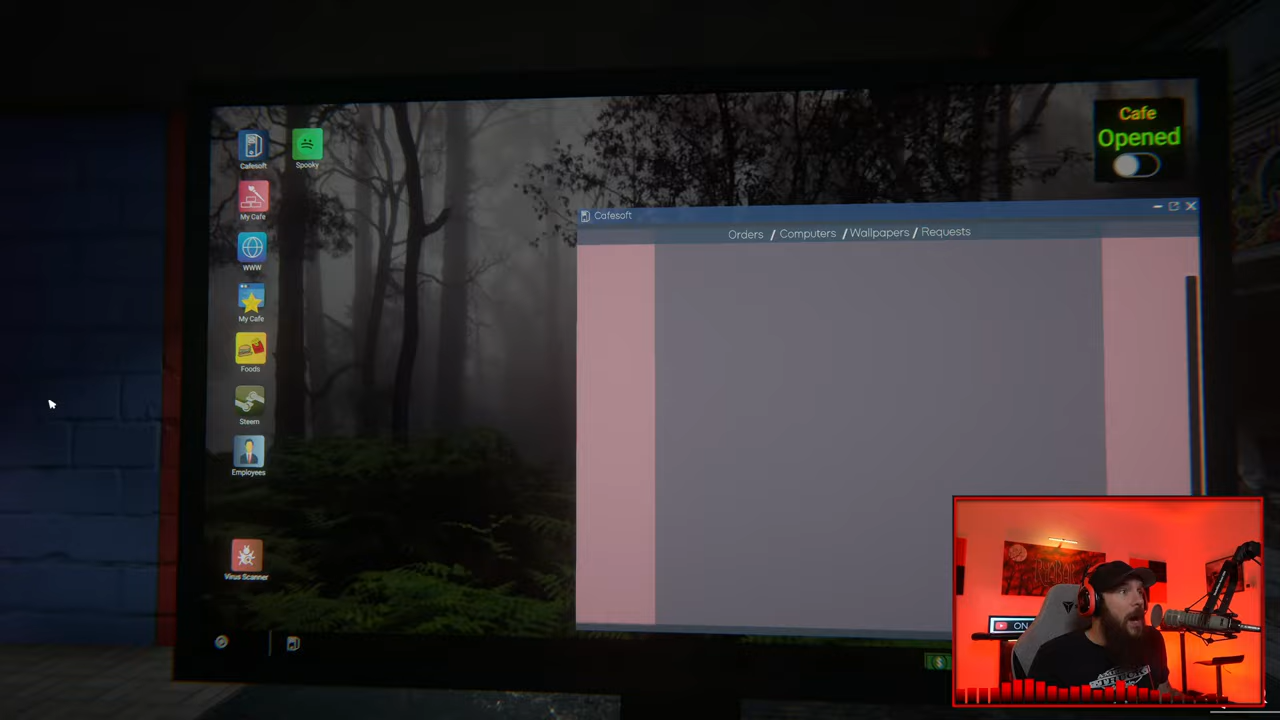 Cafesoft
Spooky
My Cafe
WWW
My Cafe
Foods
Steem
Employees
Virus Scanner
Cafe
Opened
Cafesoft
Orders / Computers / Wallpapers / Requests
ON